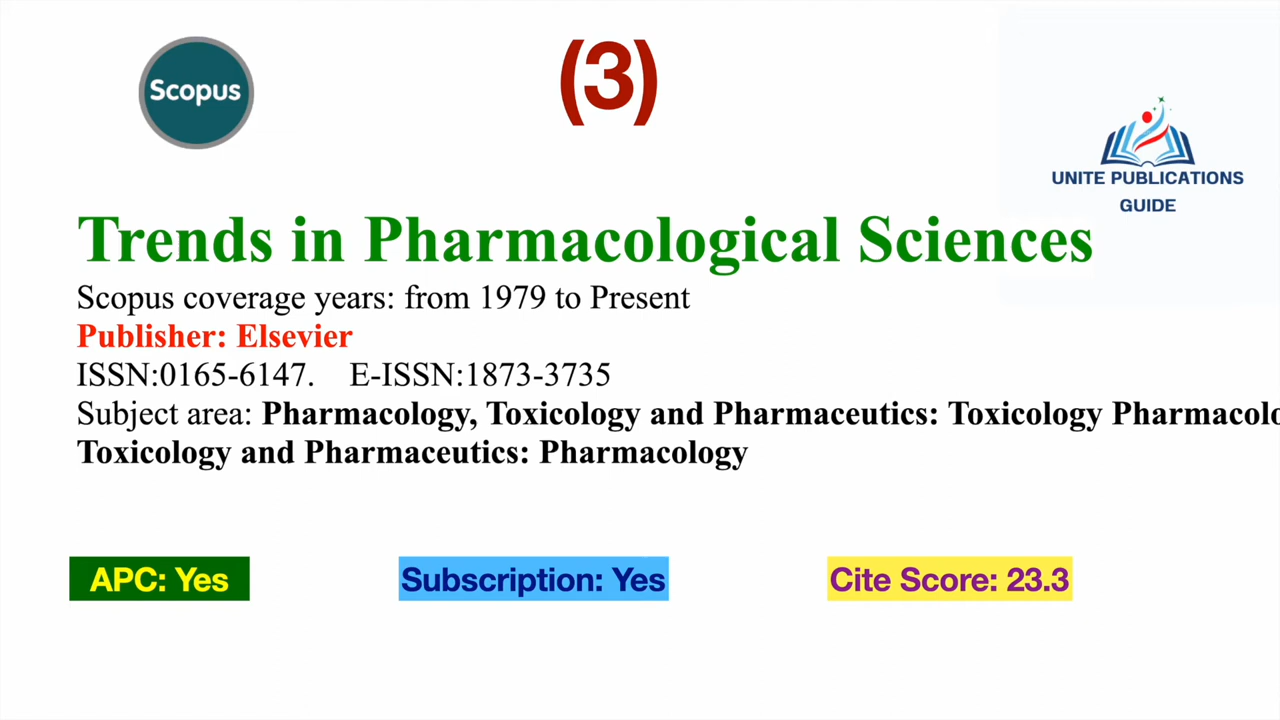 Scopus
(3)
UNITE PUBLICATIONS
GUIDE
Trends in Pharmacological Sciences
Scopus coverage years: from 1979 to Present
Publisher: Elsevier
ISSN:0165-6147. E-ISSN:1873-3735
Subject area: Pharmacology, Toxicology and Pharmaceutics: Toxicology Pharmacolo
Toxicology and Pharmaceutics: Pharmacology
APC: Yes
Subscription: Yes
Cite Score: 23.3